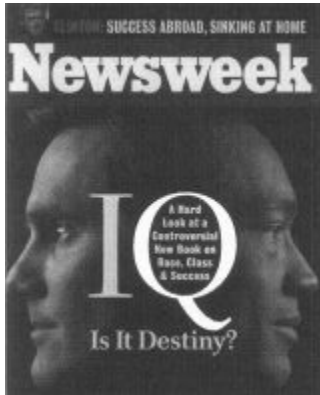 CLINTON: SUCCESS ABROAD, SINKING AT HOME
Newsweek
IQ
A Hard
Look at a
Controversial
New Book on
Race, Class
& Success
Is It Destiny?